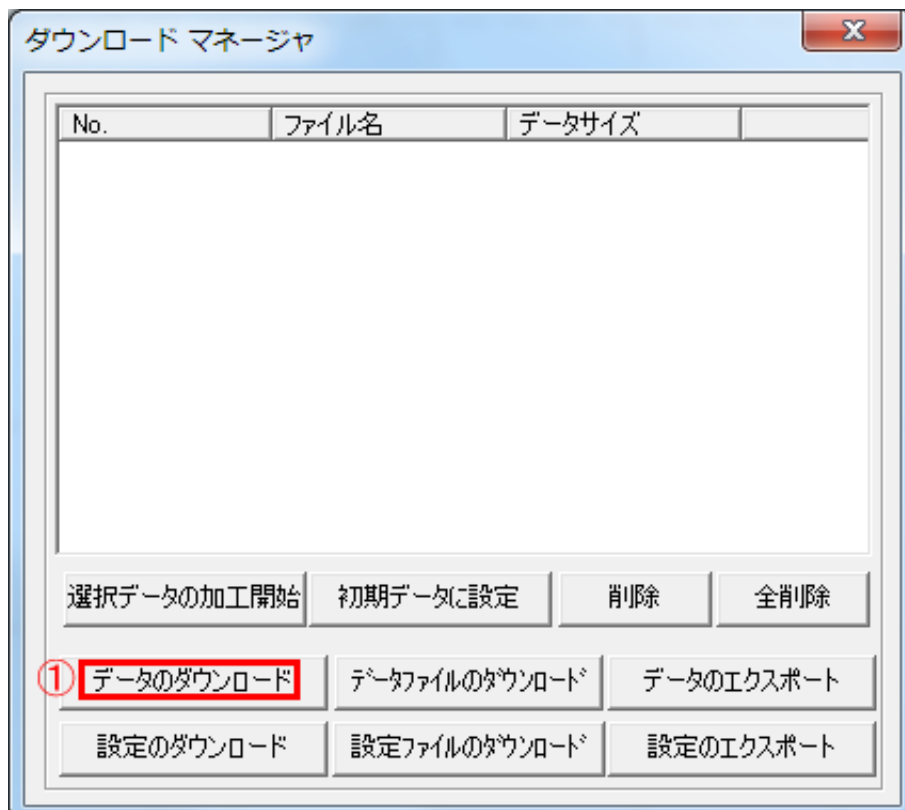 ダウンロード マネージャ
No. ファイル名 データサイズ
選択データの加工開始 初期データに設定 削除 全削除
① データのダウンロード ﾃﾞｰﾀﾌｧｲﾙのﾀﾞｳﾝﾛｰﾄﾞ データのエクスポート
設定のダウンロード 設定ﾌｧｲﾙのﾀﾞｳﾝﾛｰﾄﾞ 設定のエクスポート